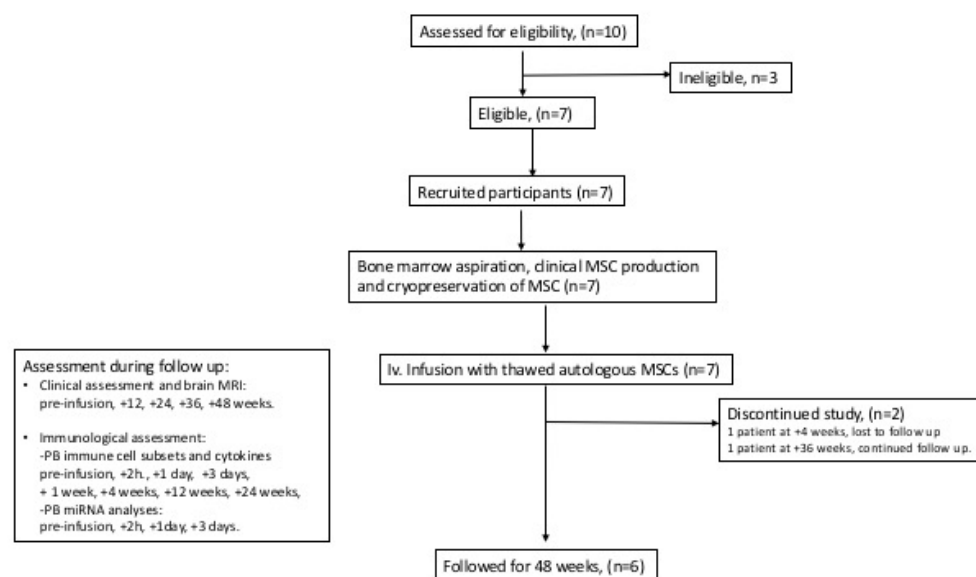 Assessed for eligibility, (n=10)
Ineligible, n=3
Eligible, (n=7)
Recruited participants (n=7)
Bone marrow aspiration, clinical MSC production
and cryopreservation of MSC (n=7)
Iv. Infusion with thawed autologous MSCs (n=7)
Assessment during follow up:
• Clinical assessment and brain MRI:
pre-infusion, +12, +24, +36, +48 weeks.
• Immunological assessment:
-PB immune cell subsets and cytokines
pre-infusion, +2h., +1 day, +3 days,
+ 1 week, +4 weeks, +12 weeks, +24 weeks,
-PB miRNA analyses:
pre-infusion, +2h, +1day, +3 days.
Discontinued study, (n=2)
1 patient at +4 weeks, lost to follow up
1 patient at +36 weeks, continued follow up.
Followed for 48 weeks, (n=6)